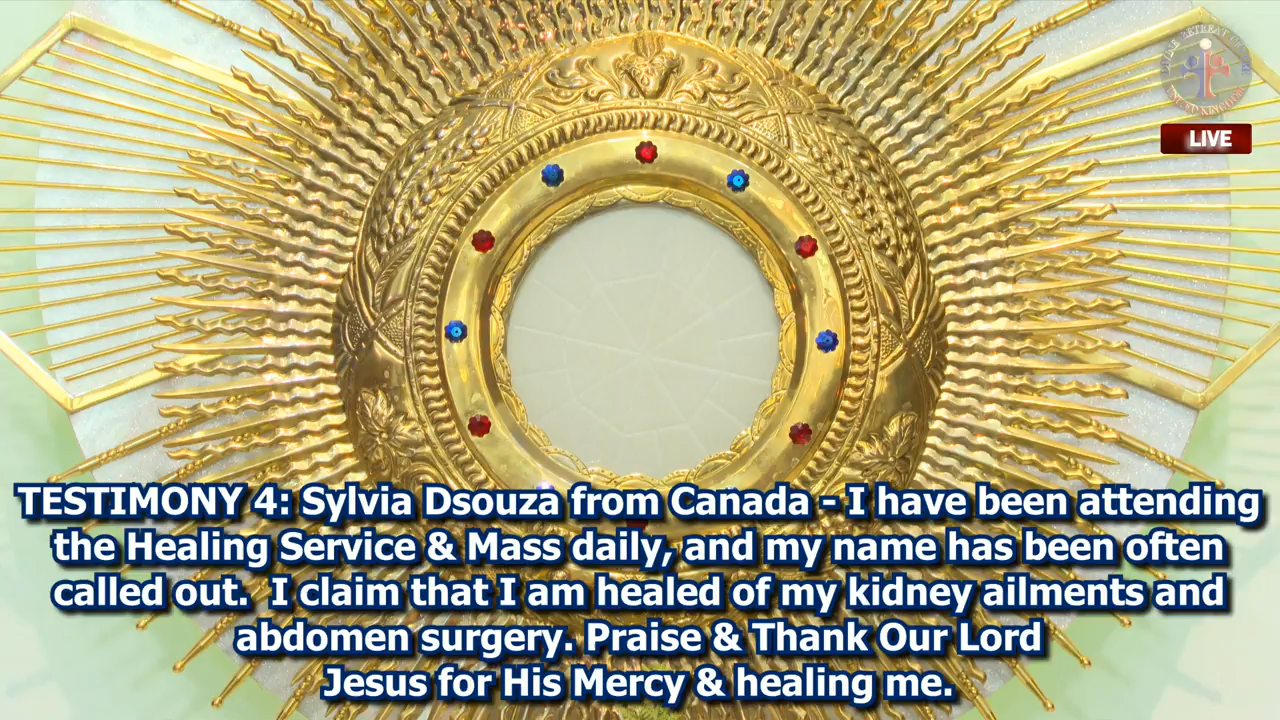 LIVE
TESTIMONY 4: Sylvia Dsouza from Canada - I have been attending
the Healing Service & Mass daily, and my name has been often
called out.  I claim that I am healed of my kidney ailments and
abdomen surgery. Praise & Thank Our Lord
Jesus for His Mercy & healing me.